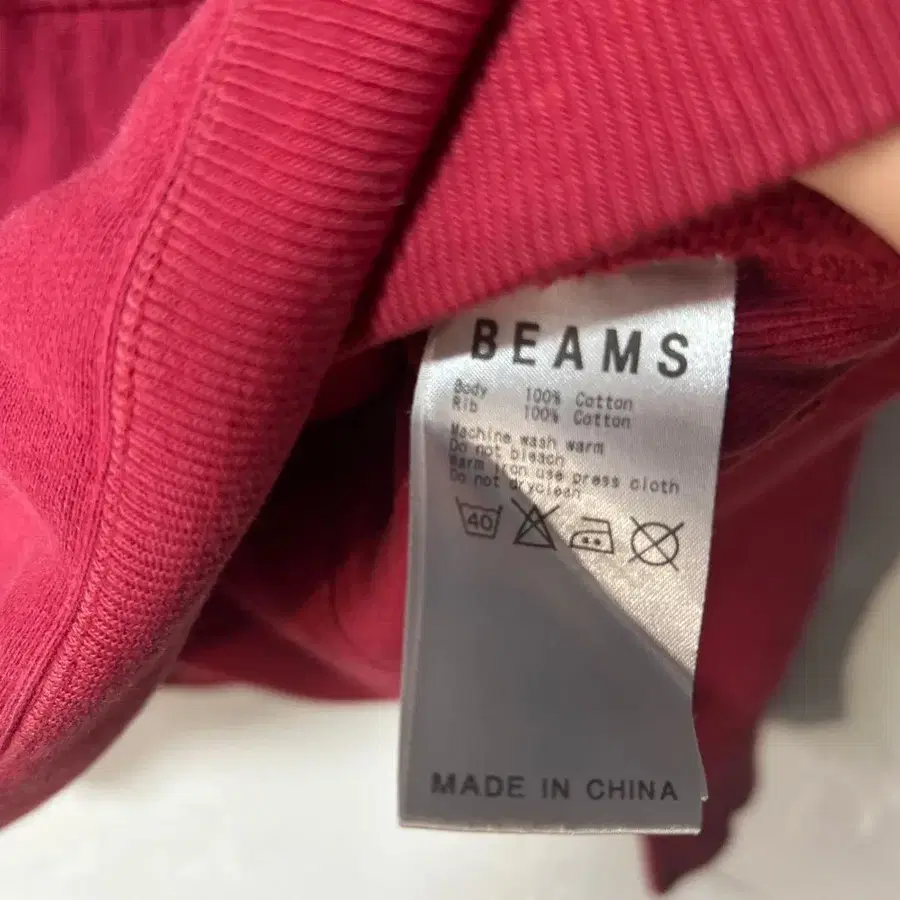 BEAMS
Body 100% Cotton
Rib 100% Cotton
Machine wash warm
Do not bleach
Warm iron use press cloth
Do not dryclean
40
MADE IN CHINA